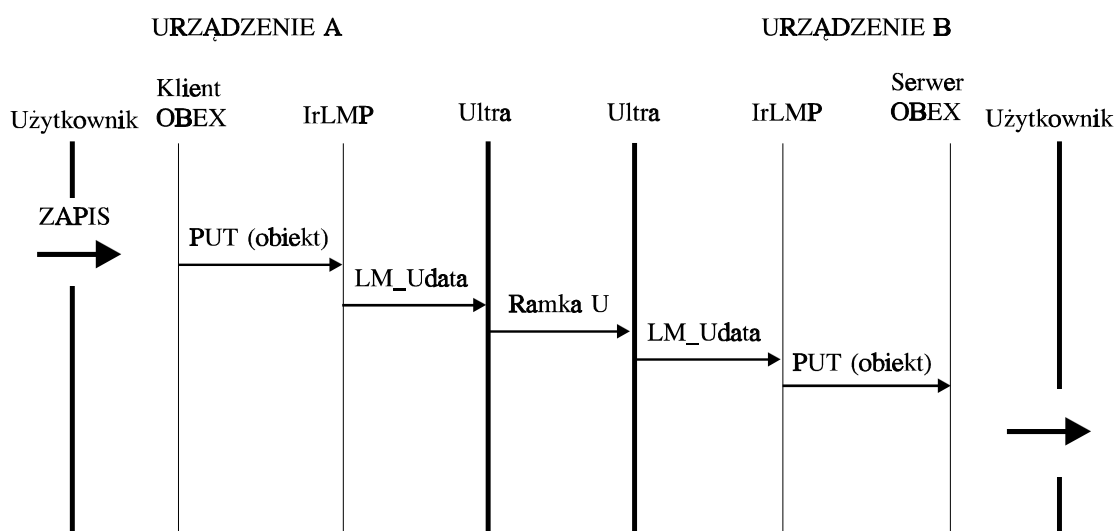 URZĄDZENIE A
URZĄDZENIE B
Użytkownik
Klient
OBEX
IrLMP
Ultra
Ultra
IrLMP
Serwer
OBEX
Użytkownik
ZAPIS
PUT (obiekt)
LM_Udata
Ramka U
LM_Udata
PUT (obiekt)